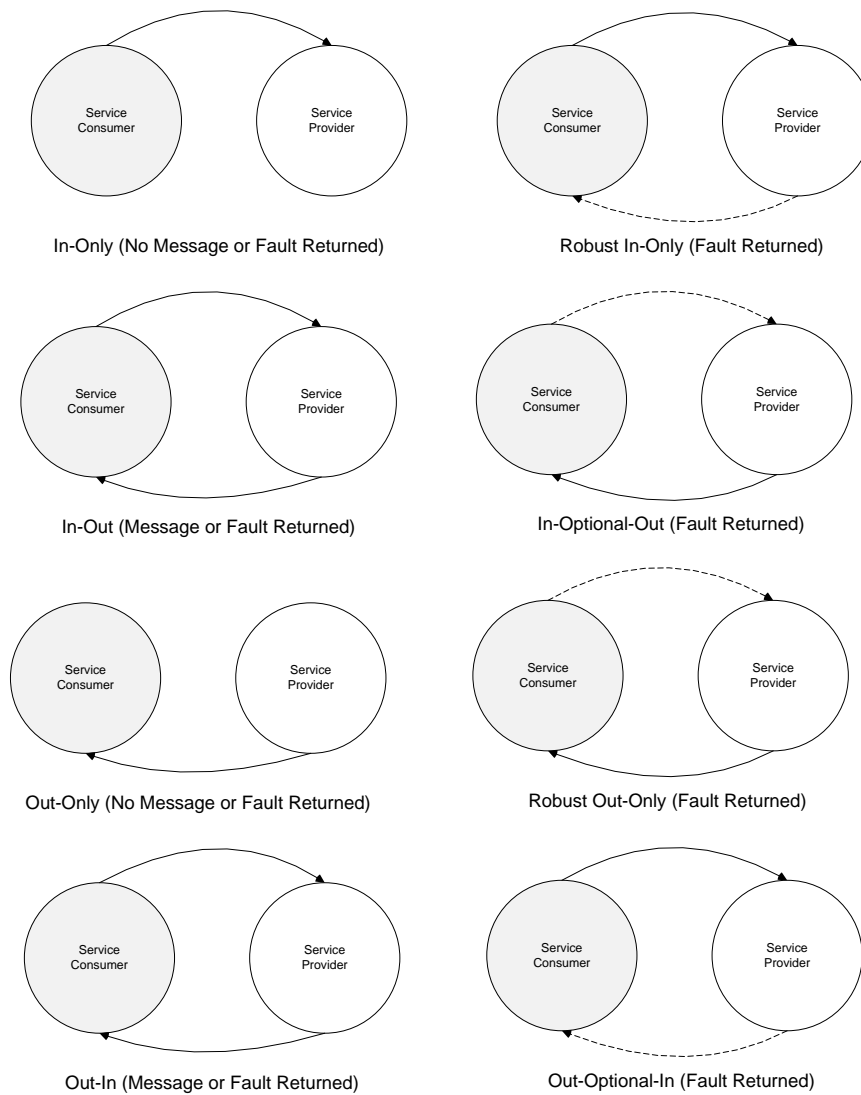 Service
Consumer
Service
Provider
Service
Consumer
Service
Provider
In-Only (No Message or Fault Returned)
Robust In-Only (Fault Returned)
Service
Consumer
Service
Provider
Service
Consumer
Service
Provider
In-Out (Message or Fault Returned)
In-Optional-Out (Fault Returned)
Service
Consumer
Service
Provider
Service
Consumer
Service
Provider
Out-Only (No Message or Fault Returned)
Robust Out-Only (Fault Returned)
Service
Consumer
Service
Provider
Service
Consumer
Service
Provider
Out-In (Message or Fault Returned)
Out-Optional-In (Fault Returned)